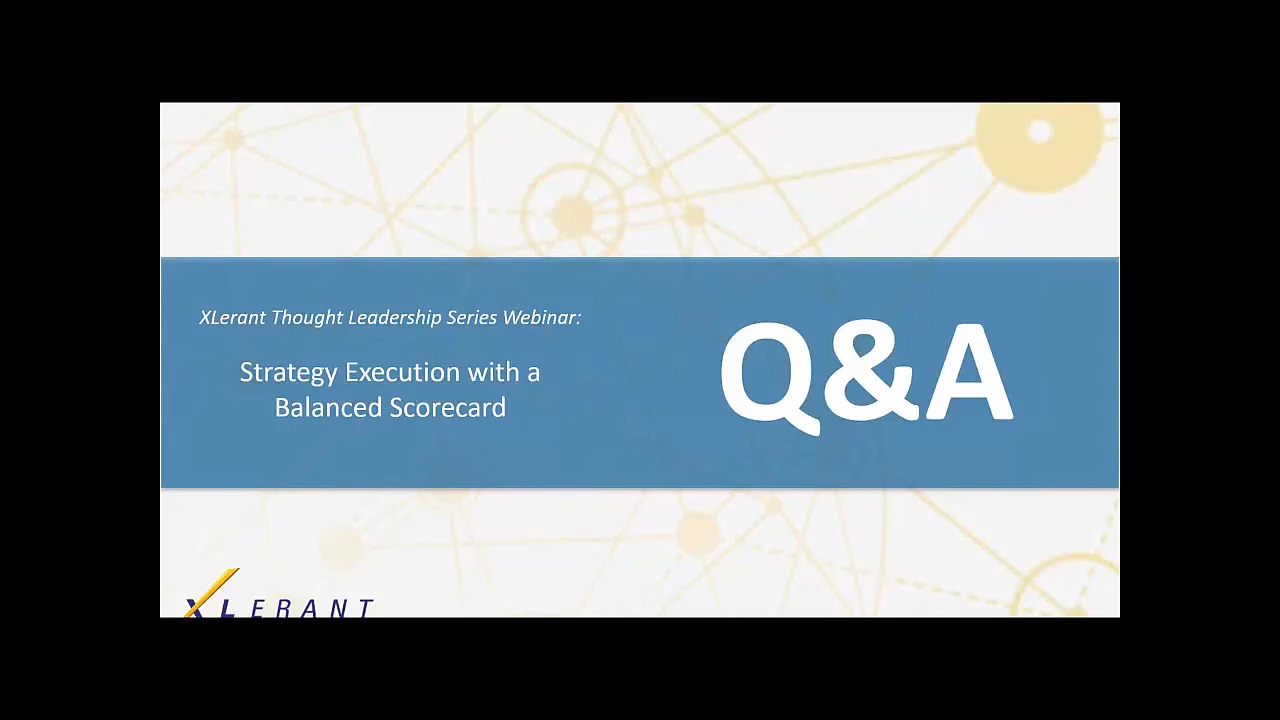 XLerant Thought Leadership Series Webinar:
Strategy Execution with a
Balanced Scorecard
Q&A
XLERANT